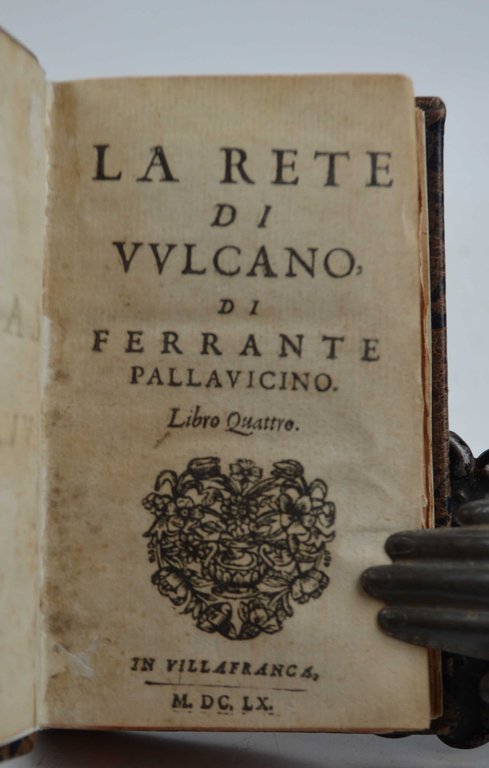 LA RETE
DI
VVLCANO,
DI
FERRANTE
PALLAVICINO.
Libro Quattro.
IN VILLAFRANCA,
M. DC. LX.